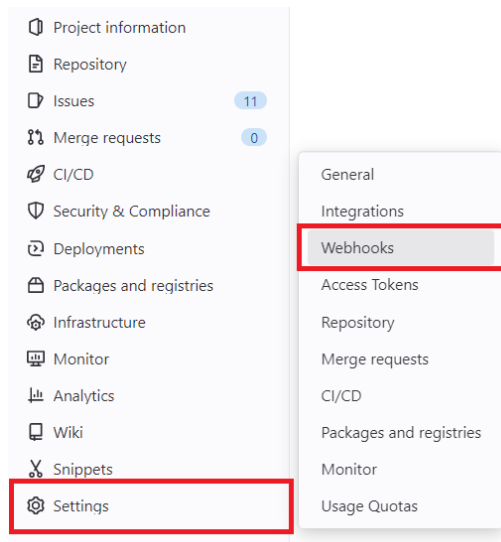 Project information
Repository
Issues 11
Merge requests 0
CI/CD
Security & Compliance
Deployments
Packages and registries
Infrastructure
Monitor
Analytics
Wiki
Snippets
Settings
General
Integrations
Webhooks
Access Tokens
Repository
Merge requests
CI/CD
Packages and registries
Monitor
Usage Quotas